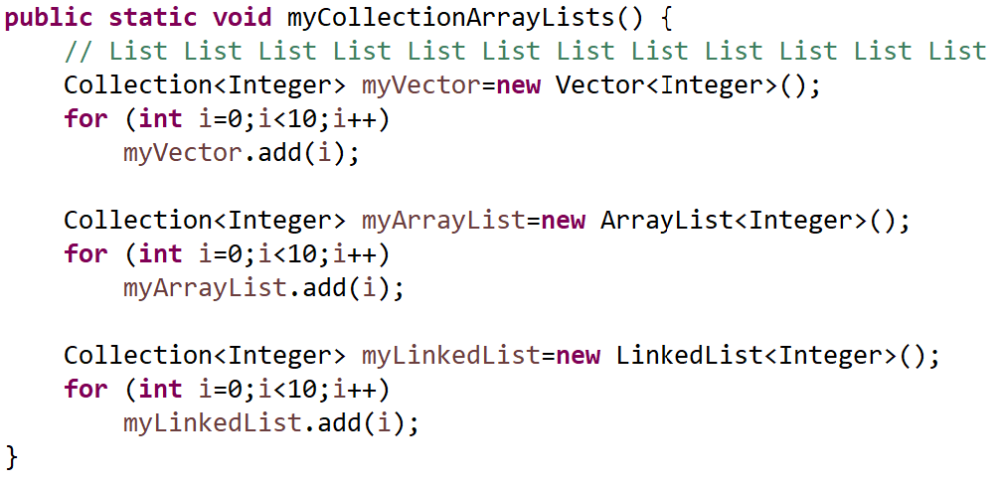 public static void myCollectionArrayLists() {
    // List List List List List List List List List List List List
    Collection<Integer> myVector=new Vector<Integer>();
    for (int i=0;i<10;i++)
        myVector.add(i);

    Collection<Integer> myArrayList=new ArrayList<Integer>();
    for (int i=0;i<10;i++)
        myArrayList.add(i);

    Collection<Integer> myLinkedList=new LinkedList<Integer>();
    for (int i=0;i<10;i++)
        myLinkedList.add(i);
}